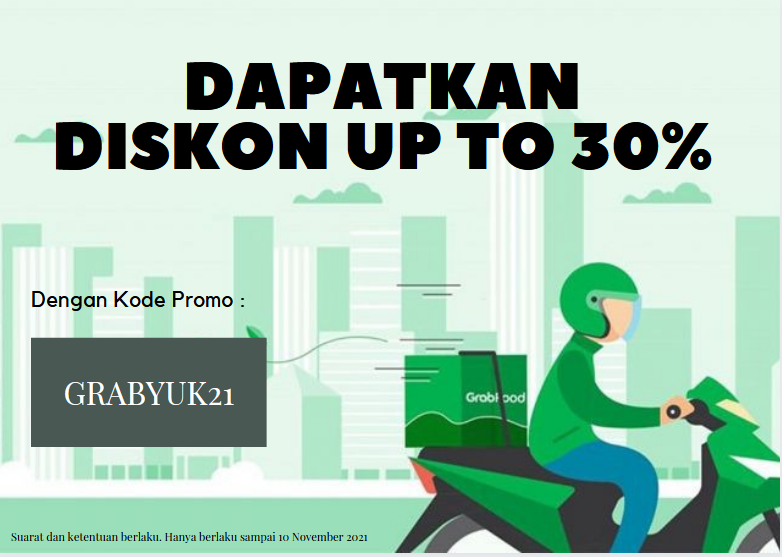 DAPATKAN
DISKON UP TO 30%
Dengan Kode Promo :
GRABYUK21
GrabFood
Suarat dan ketentuan berlaku. Hanya berlaku sampai 10 November 2021